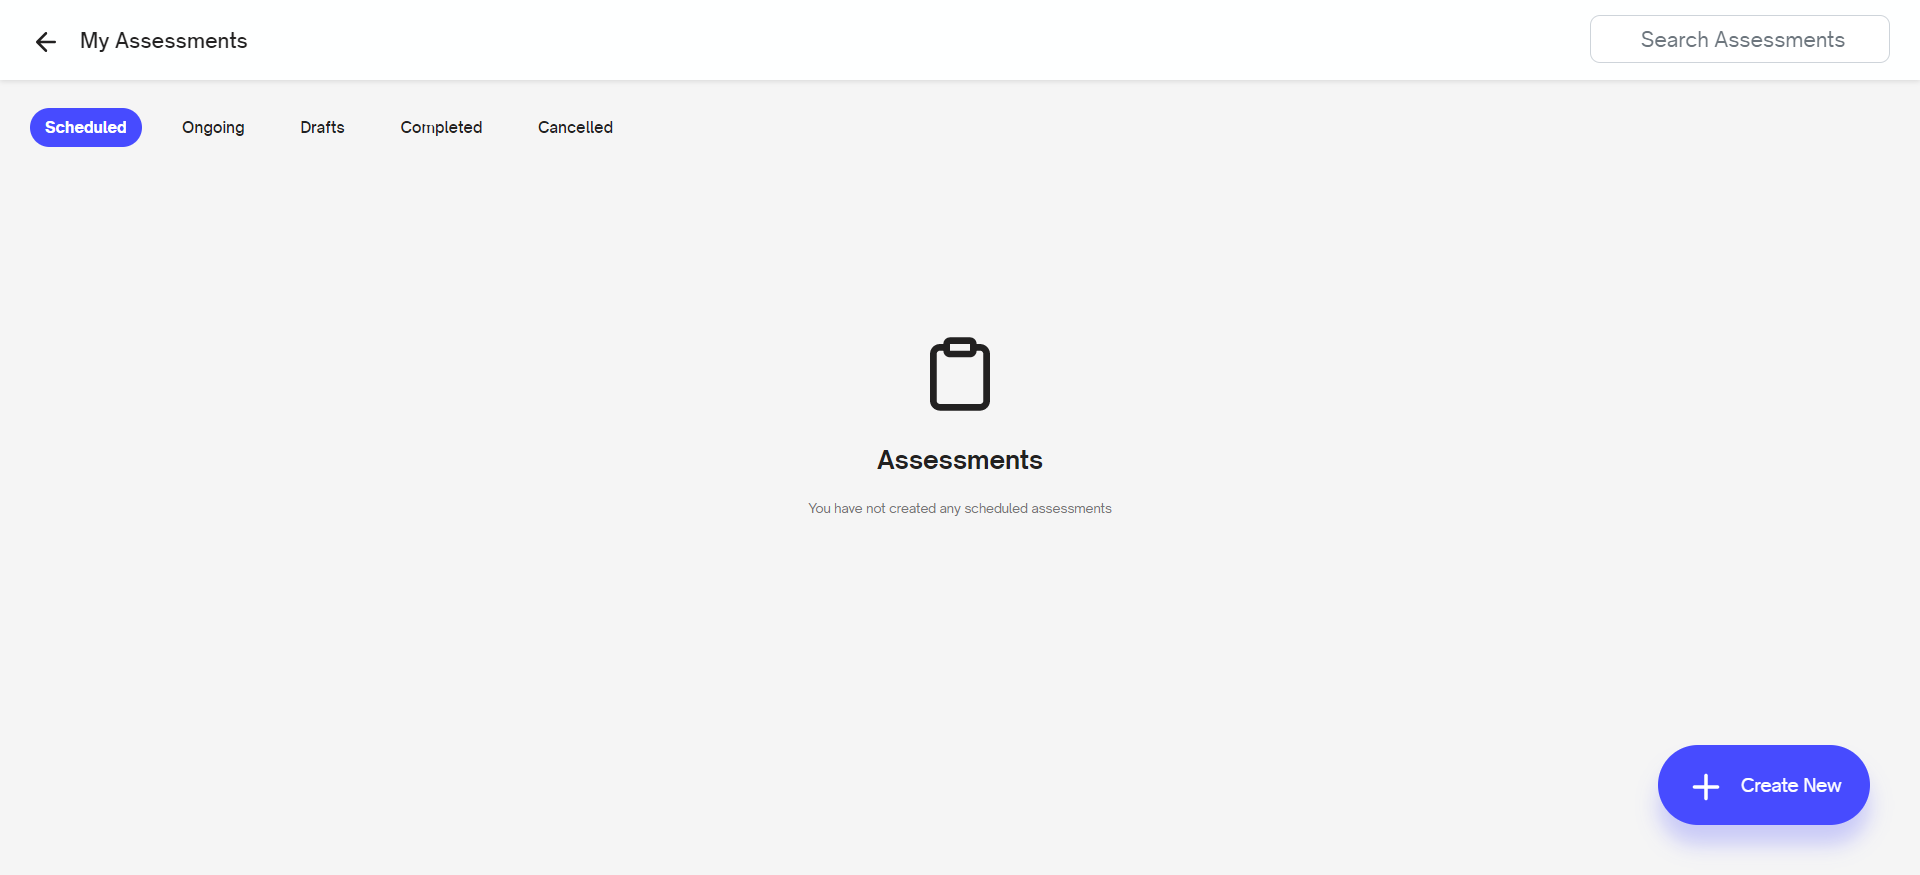 My Assessments
Search Assessments
Scheduled
Ongoing
Drafts
Completed
Cancelled
Assessments
You have not created any scheduled assessments
Create New